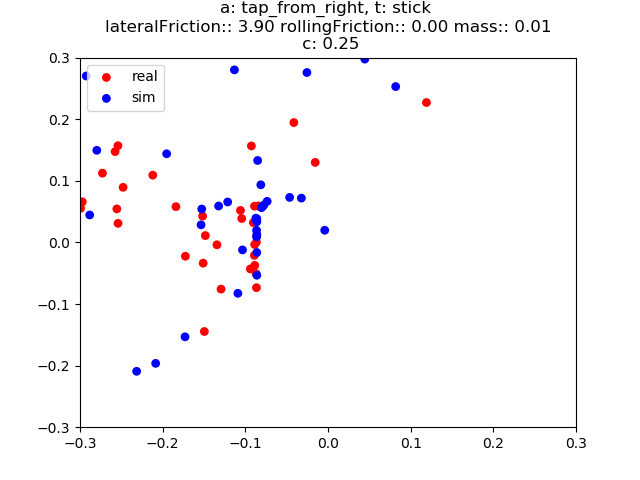 a: tap_from_right, t: stick
lateralFriction:: 3.90 rollingFriction:: 0.00 mass:: 0.01
c: 0.25
real
sim
0.3
0.2
0.1
0.0
−0.1
−0.2
−0.3
−0.3 −0.2 −0.1 0.0 0.1 0.2 0.3